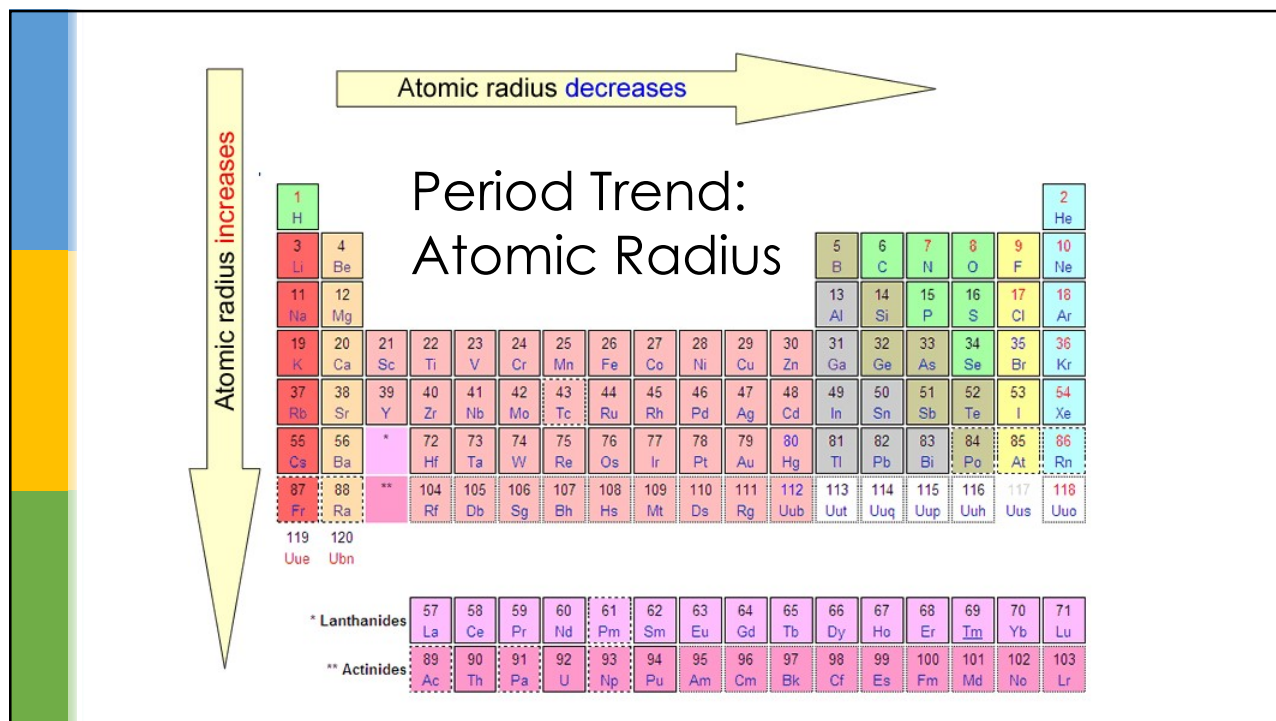 Atomic radius decreases
Atomic radius increases
Period Trend:
Atomic Radius
1 2
H He
3 4 5 6 7 8 9 10
Li Be B C N O F Ne
11 12 13 14 15 16 17 18
Na Mg Al Si P S Cl Ar
19 20 21 22 23 24 25 26 27 28 29 30 31 32 33 34 35 36
K Ca Sc Ti V Cr Mn Fe Co Ni Cu Zn Ga Ge As Se Br Kr
37 38 39 40 41 42 43 44 45 46 47 48 49 50 51 52 53 54
Rb Sr Y Zr Nb Mo Tc Ru Rh Pd Ag Cd In Sn Sb Te I Xe
55 56 * 72 73 74 75 76 77 78 79 80 81 82 83 84 85 86
Cs Ba Hf Ta W Re Os Ir Pt Au Hg Tl Pb Bi Po At Rn
87 88 ** 104 105 106 107 108 109 110 111 112 113 114 115 116 117 118
Fr Ra Rf Db Sg Bh Hs Mt Ds Rg Uub Uut Uuq Uup Uuh Uus Uuo
119 120
Uue Ubn
* Lanthanides
57 58 59 60 61 62 63 64 65 66 67 68 69 70 71
La Ce Pr Nd Pm Sm Eu Gd Tb Dy Ho Er Tm Yb Lu
** Actinides
89 90 91 92 93 94 95 96 97 98 99 100 101 102 103
Ac Th Pa U Np Pu Am Cm Bk Cf Es Fm Md No Lr